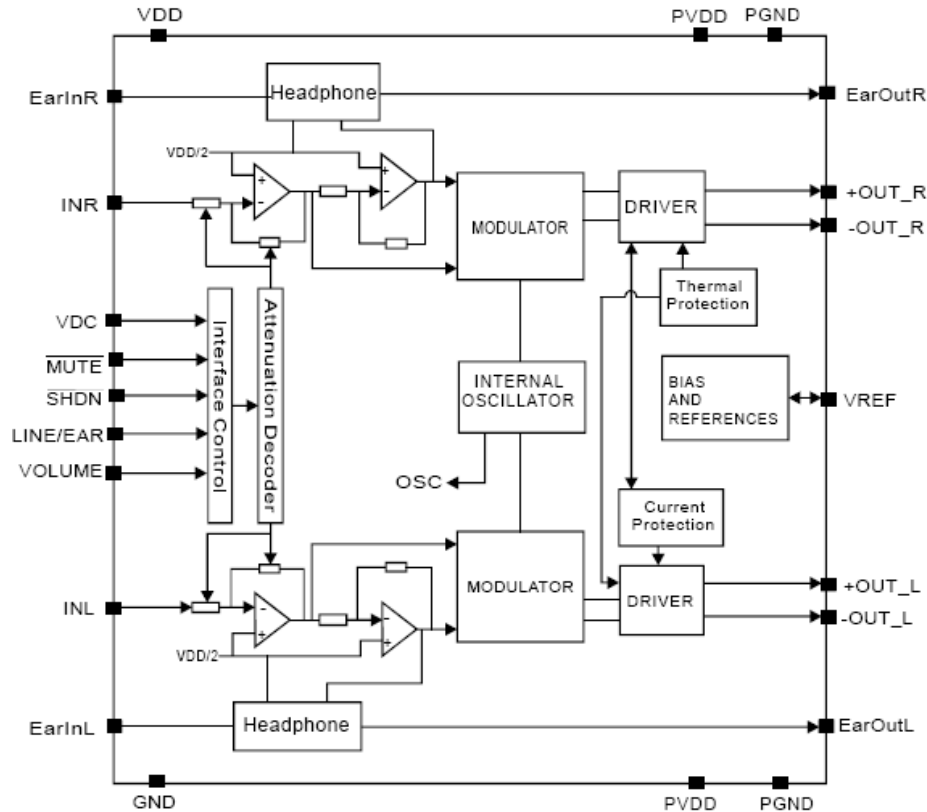 VDD
PVDD
PGND
EarInR
Headphone
EarOutR
VDD/2
+
-
+
-
INR
MODULATOR
DRIVER
+OUT_R
-OUT_R
Thermal
Protection
VDC
MUTE
SHDN
LINE/EAR
VOLUME
Interface Control
Attenuation Decoder
INTERNAL
OSCILLATOR
BIAS
AND
REFERENCES
VREF
OSC
Current
Protection
MODULATOR
DRIVER
+OUT_L
-OUT_L
INL
-
+
-
+
VDD/2
EarInL
Headphone
EarOutL
GND
PVDD
PGND